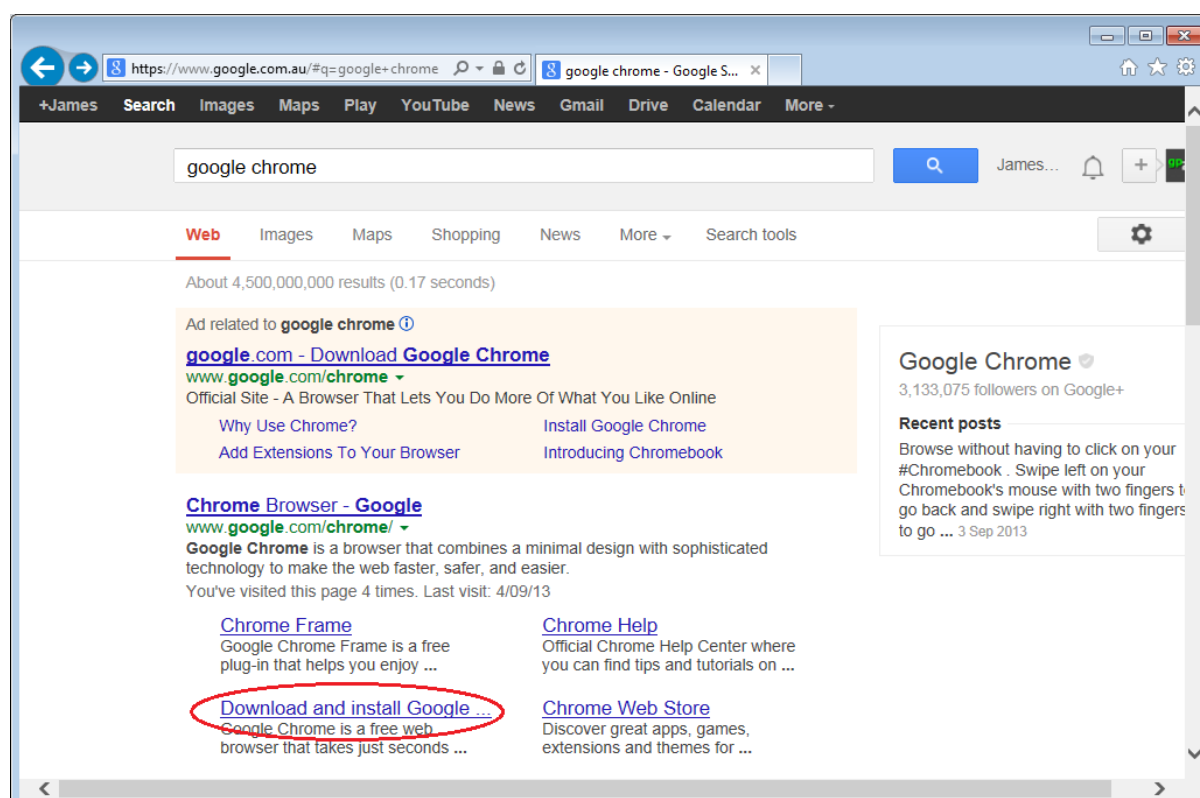 https://www.google.com.au/#q=google+chrome
google chrome - Google S...
+James Search Images Maps Play YouTube News Gmail Drive Calendar More
google chrome
James...
Web Images Maps Shopping News More Search tools
About 4,500,000,000 results (0.17 seconds)
Ad related to google chrome
google.com - Download Google Chrome
www.google.com/chrome
Official Site - A Browser That Lets You Do More Of What You Like Online
Why Use Chrome? Install Google Chrome
Add Extensions To Your Browser Introducing Chromebook
Chrome Browser - Google
www.google.com/chrome/
Google Chrome is a browser that combines a minimal design with sophisticated
technology to make the web faster, safer, and easier.
You've visited this page 4 times. Last visit: 4/09/13
Chrome Frame
Google Chrome Frame is a free
plug-in that helps you enjoy ...
Chrome Help
Official Chrome Help Center where
you can find tips and tutorials on ...
Download and install Google ...
Google Chrome is a free web
browser that takes just seconds ...
Chrome Web Store
Discover great apps, games,
extensions and themes for ...
Google Chrome
3,133,075 followers on Google+
Recent posts
Browse without having to click on your
#Chromebook . Swipe left on your
Chromebook's mouse with two fingers
go back and swipe right with two fingers
to go ... 3 Sep 2013